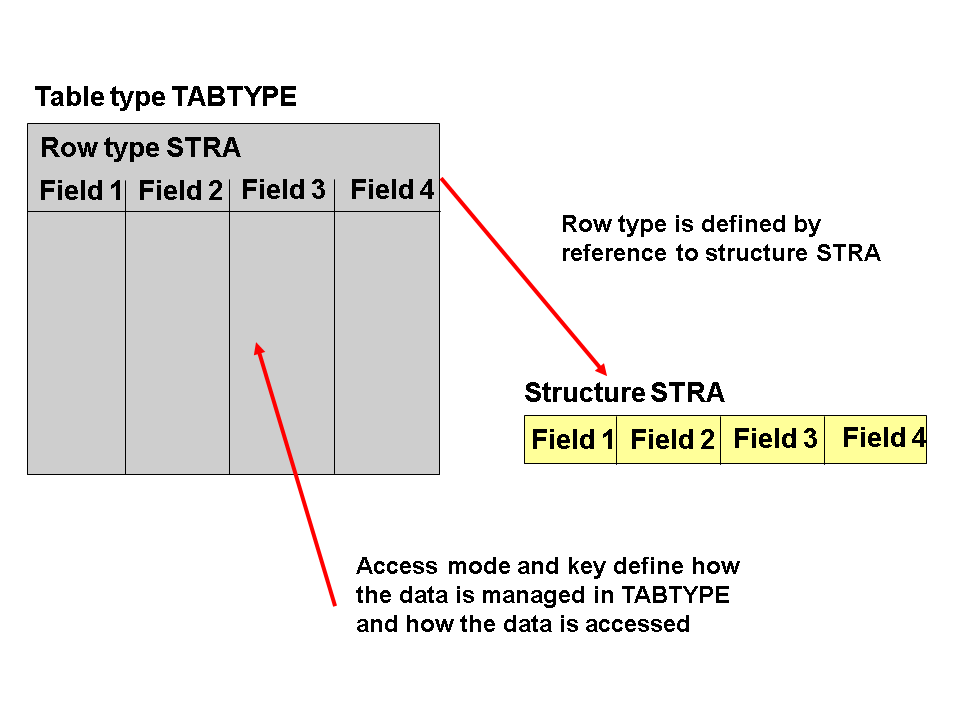 Table type TABTYPE
Row type STRA
Field 1 Field 2 Field 3 Field 4
Row type is defined by
reference to structure STRA
Structure STRA
Field 1 Field 2 Field 3 Field 4
Access mode and key define how
the data is managed in TABTYPE
and how the data is accessed